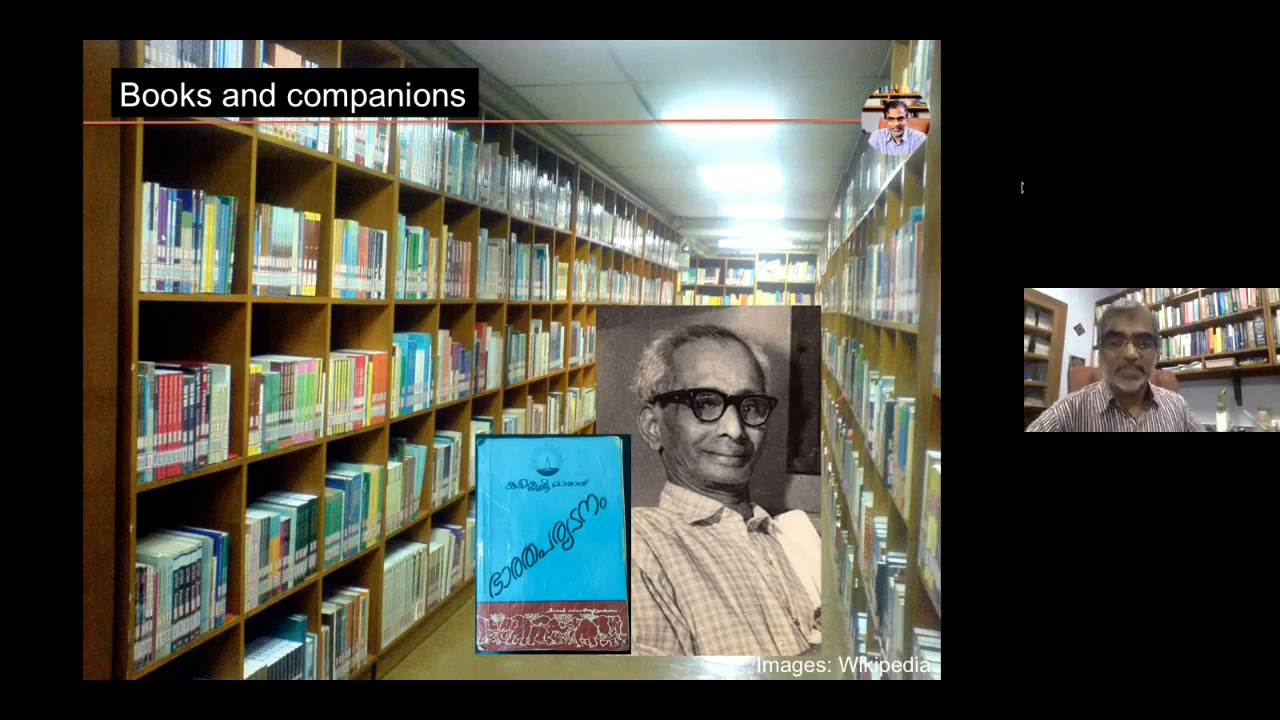 Books and companions
കുട്ടികൃഷ്ണ മാരാര്
ഭാരതപര്യടനം
Images: Wikipedia